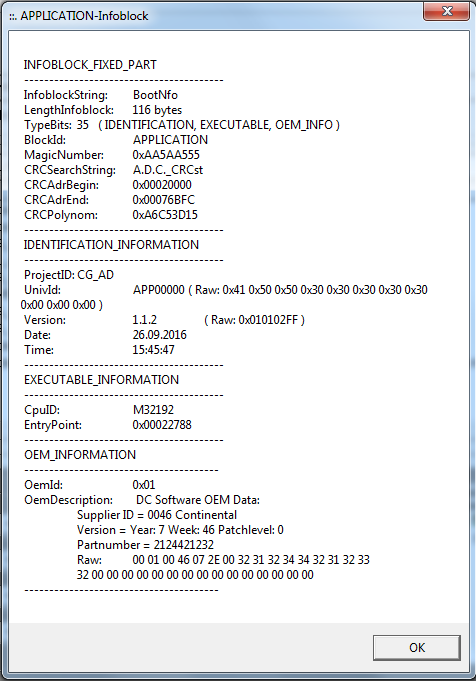 ::. APPLICATION-Infoblock
INFOBLOCK_FIXED_PART
----------------------------------------
InfoblockString: BootNfo
LengthInfoblock: 116 bytes
TypeBits: 35 ( IDENTIFICATION, EXECUTABLE, OEM_INFO )
BlockId: APPLICATION
MagicNumber: 0xAA5AA555
CRCSearchString: A.D.C._CRCst
CRCAdrBegin: 0x00020000
CRCAdrEnd: 0x00076BFC
CRCPolynom: 0xA6C53D15
----------------------------------------
IDENTIFICATION_INFORMATION
----------------------------------------
ProjectID: CG_AD
UnivId: APP00000 ( Raw: 0x41 0x50 0x50 0x30 0x30 0x30 0x30 0x30
0x00 0x00 0x00 )
Version: 1.1.2 ( Raw: 0x010102FF )
Date: 26.09.2016
Time: 15:45:47
----------------------------------------
EXECUTABLE_INFORMATION
----------------------------------------
CpuID: M32192
EntryPoint: 0x00022788
----------------------------------------
OEM_INFORMATION
---------------------------------------
OemId: 0x01
OemDescription: DC Software OEM Data:
Supplier ID = 0046 Continental
Version = Year: 7 Week: 46 Patchlevel: 0
Partnumber = 2124421232
Raw: 00 01 00 46 07 2E 00 32 31 32 34 34 32 31 32 33
32 00 00 00 00 00 00 00 00 00 00 00 00 00 00 00
---------------------------------------
OK